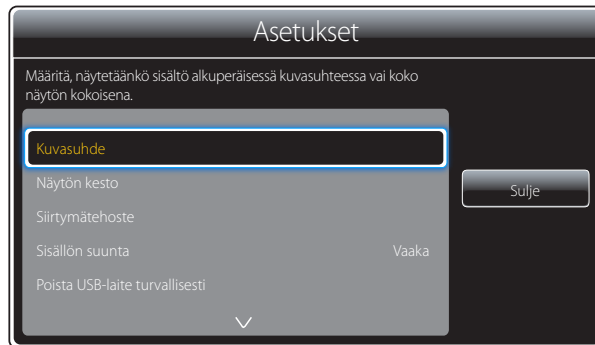 Asetukset
Määritä, näytetäänkö sisältö alkuperäisessä kuvasuhteessa vai koko
näytön kokoisena.
Kuvasuhde
Näytön kesto
Siirtymätehoste
Sisällön suunta Vaaka
Poista USB-laite turvallisesti
Sulje